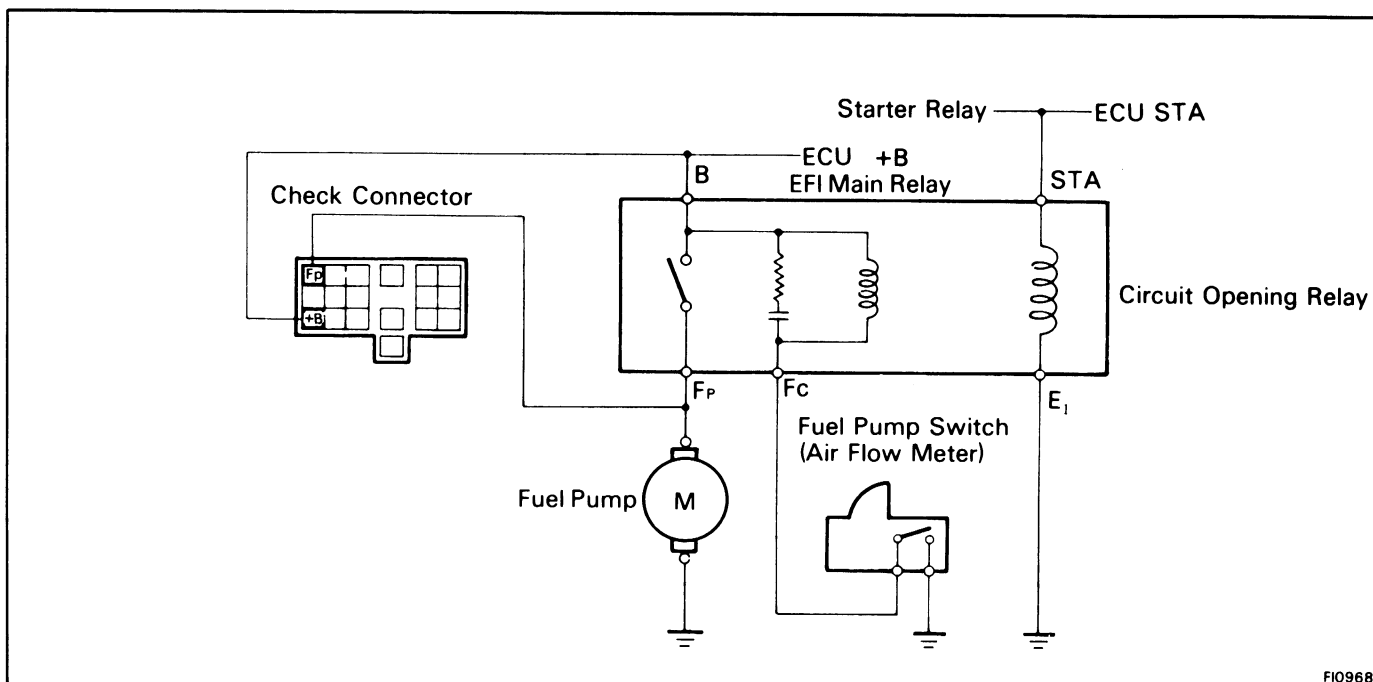 Starter Relay
ECU STA
ECU +B
B
EFI Main Relay
STA
Check Connector
Fp
+B
Circuit Opening Relay
FP
Fc
E1
Fuel Pump Switch
(Air Flow Meter)
Fuel Pump
M
FI0968